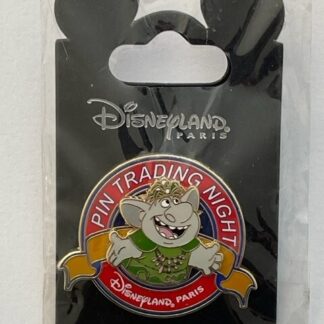 Disneyland
PARIS
PIN TRADING NIGHT
Disneyland PARIS